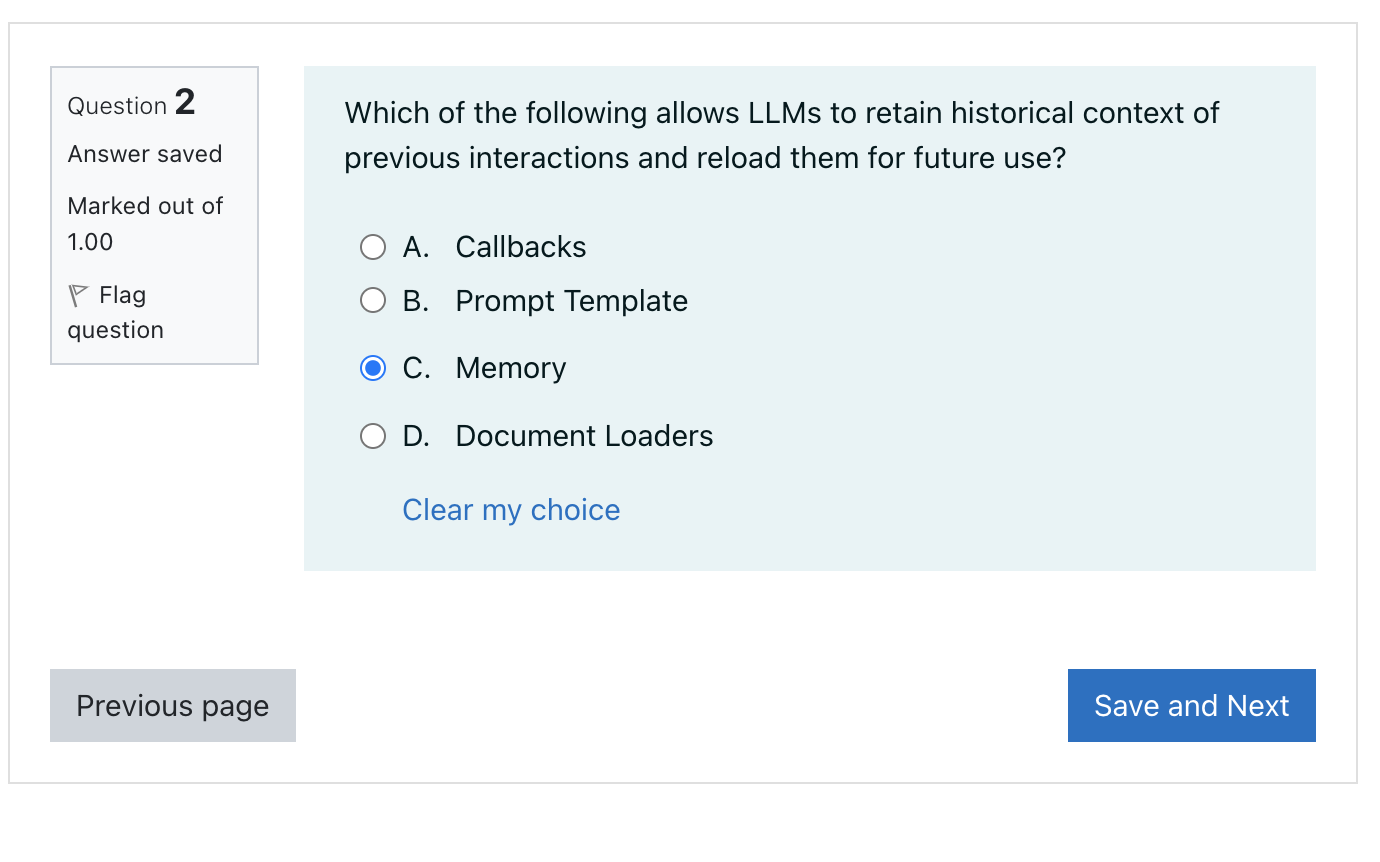 Question 2
Answer saved
Marked out of
1.00
Flag
question
Which of the following allows LLMs to retain historical context of
previous interactions and reload them for future use?
A. Callbacks
B. Prompt Template
C. Memory
D. Document Loaders
Clear my choice
Previous page
Save and Next